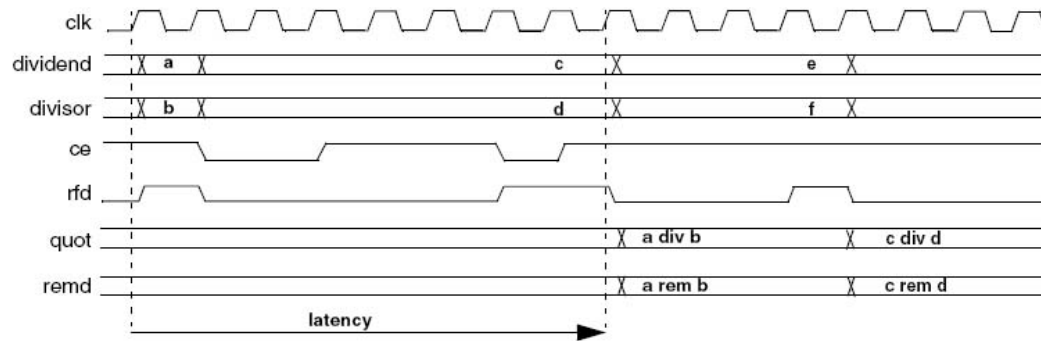 clk
dividend a c e
divisor b d f
ce
rfd
quot a div b c div d
remd a rem b c rem d
latency